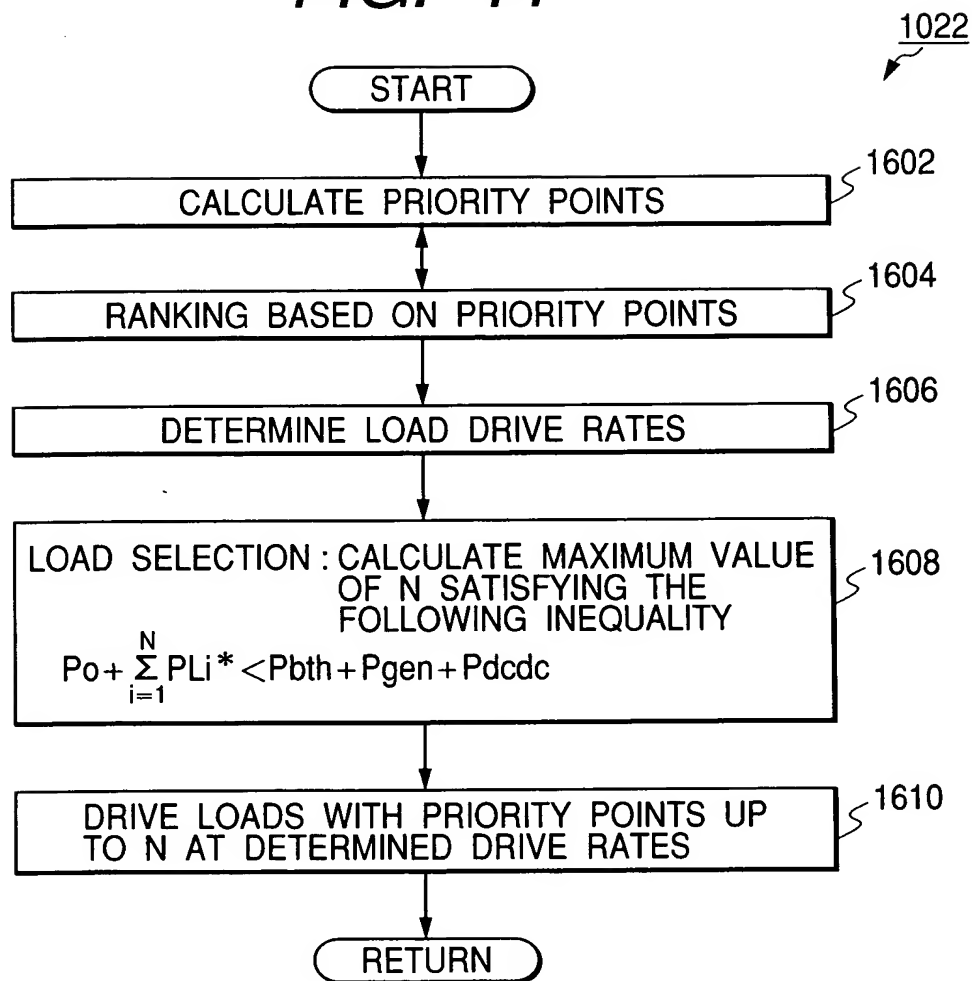 1022
START
CALCULATE PRIORITY POINTS
1602
RANKING BASED ON PRIORITY POINTS
1604
DETERMINE LOAD DRIVE RATES
1606
LOAD SELECTION : CALCULATE MAXIMUM VALUE
OF N SATISFYING THE
FOLLOWING INEQUALITY
Po + N Σ i=1 PLi* < Pbth + Pgen + Pdcdc
1608
DRIVE LOADS WITH PRIORITY POINTS UP
TO N AT DETERMINED DRIVE RATES
1610
RETURN